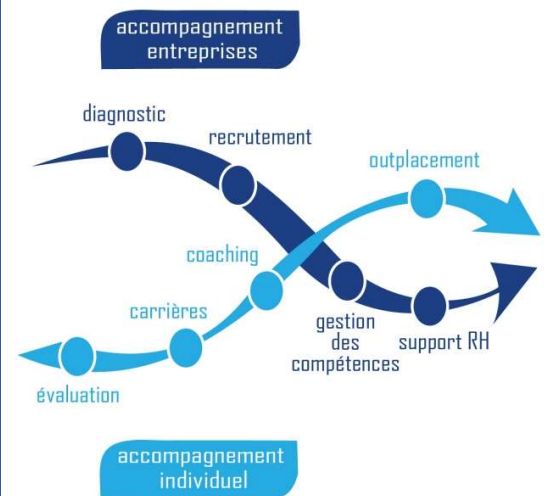 accompagnement
entreprises
diagnostic
recrutement
outplacement
coaching
carrières
gestion
des
compétences
support RH
évaluation
accompagnement
individuel